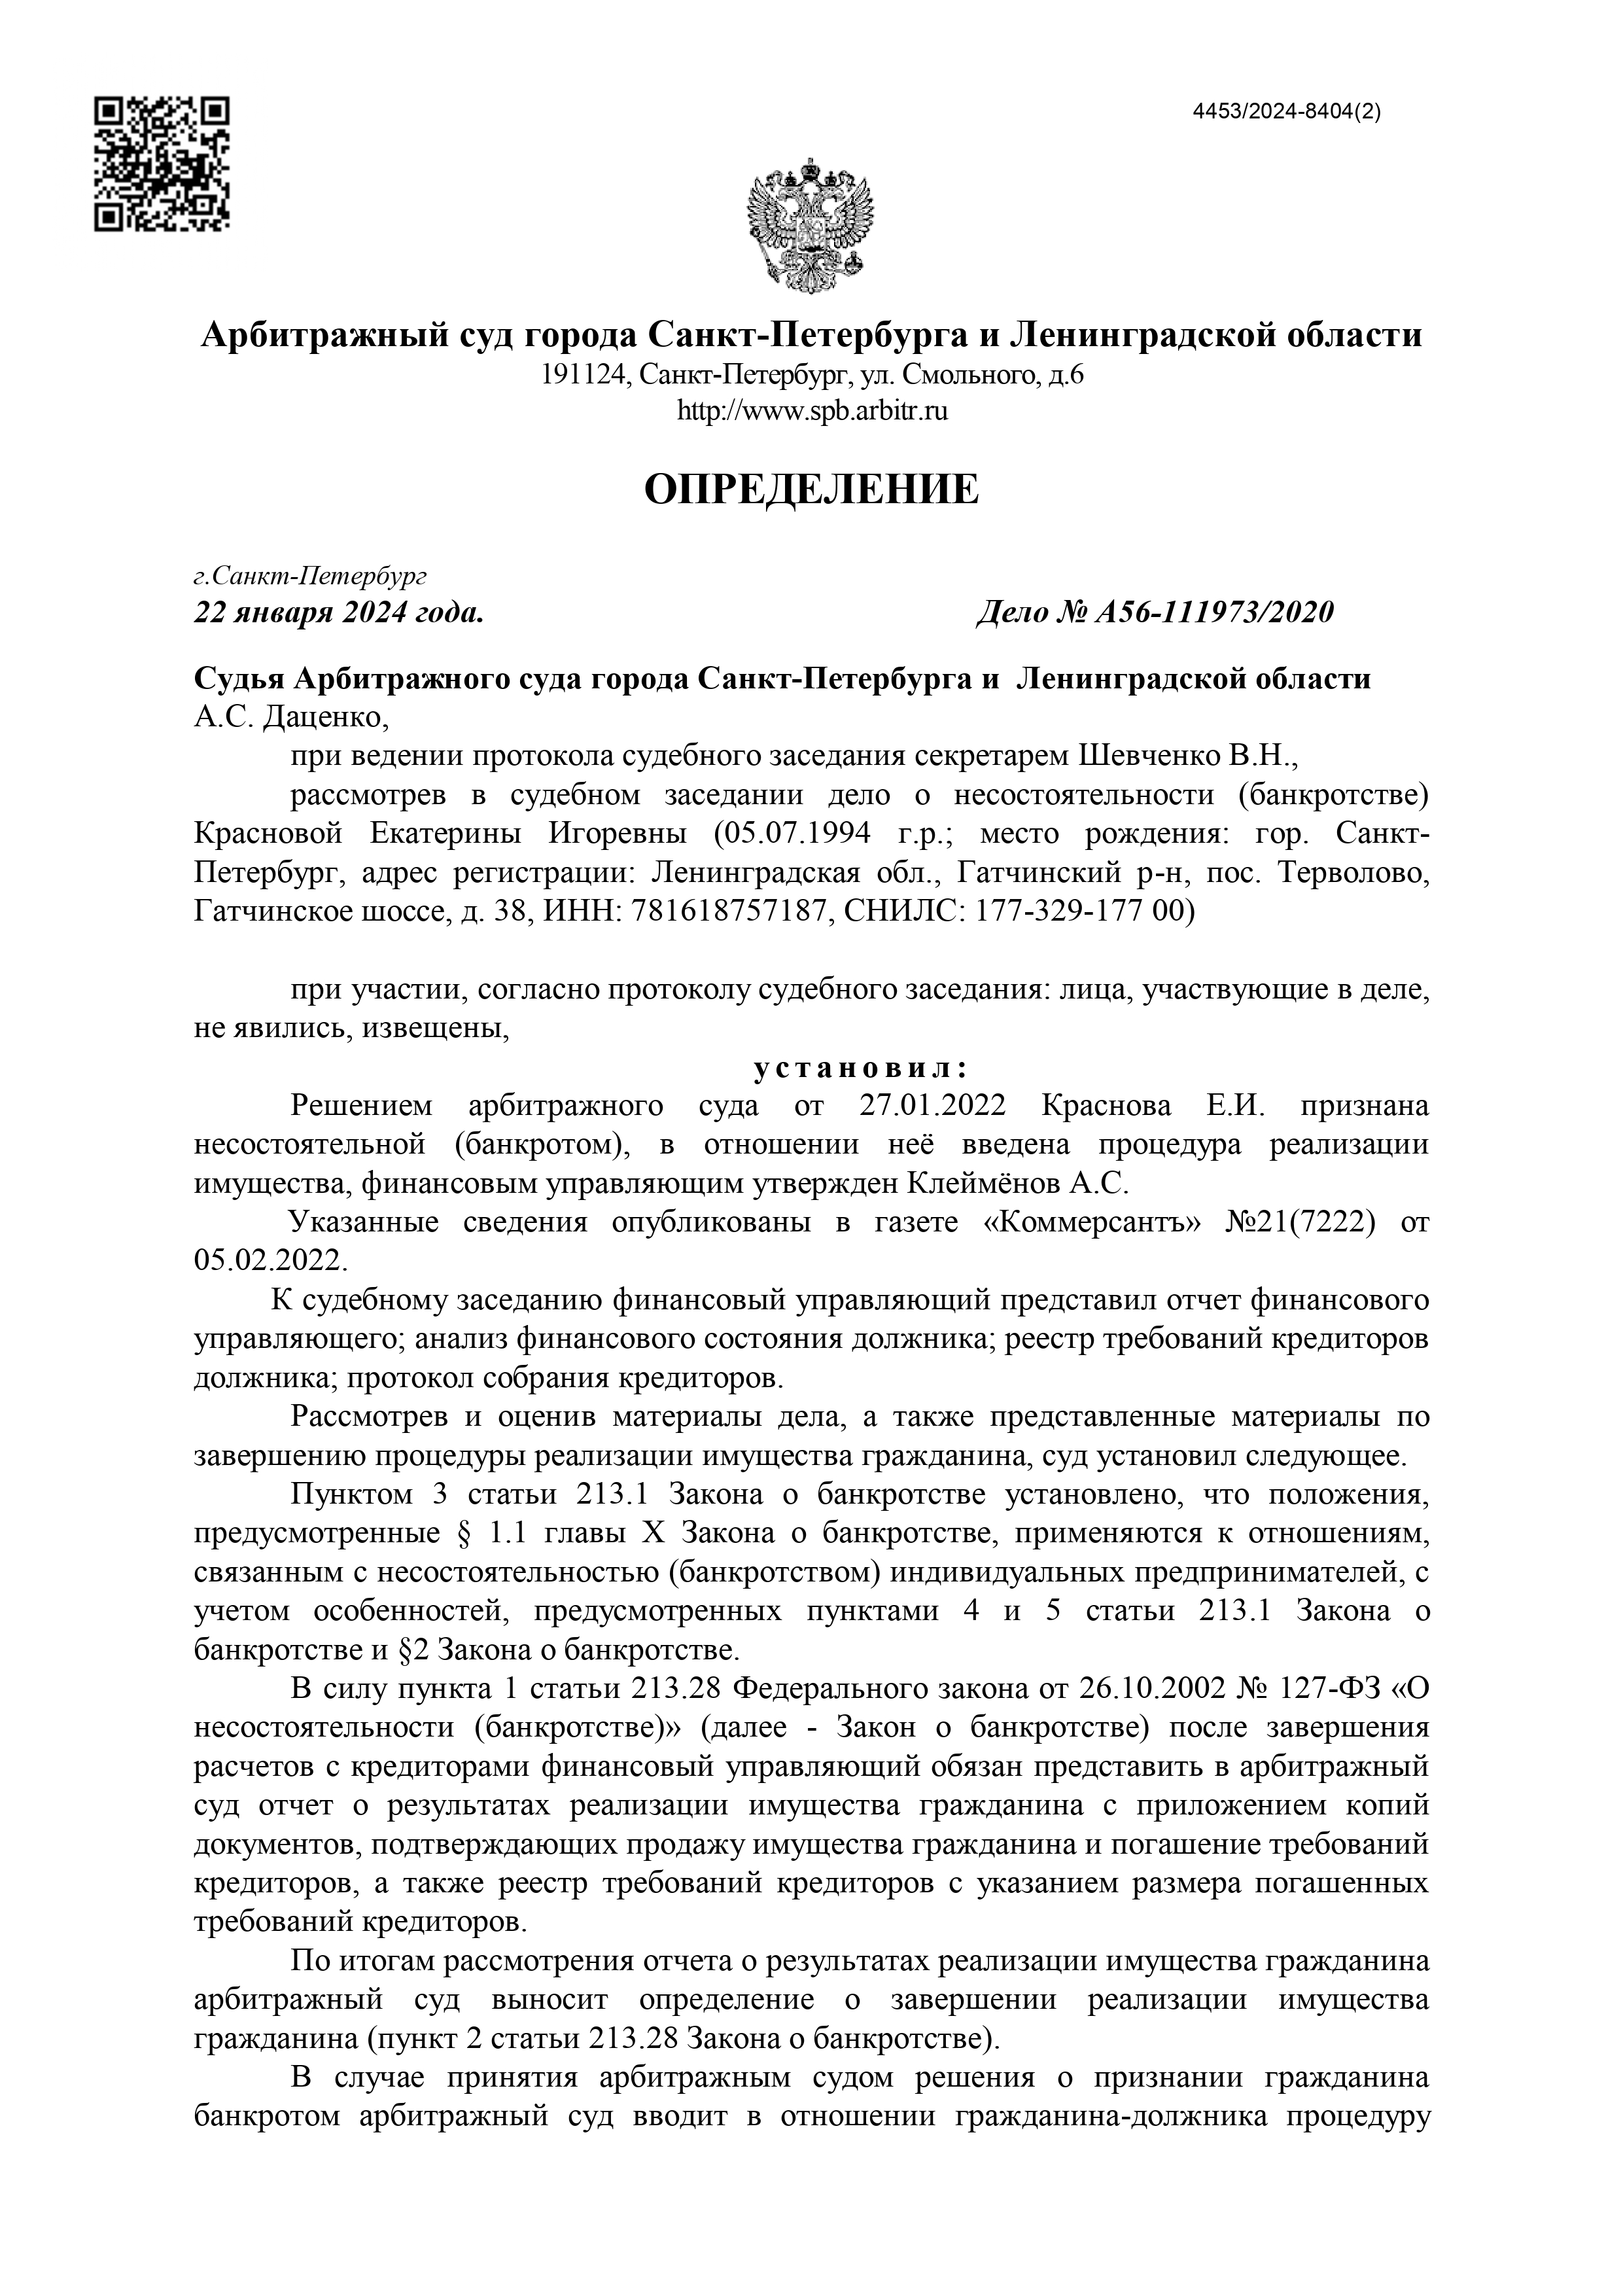 4453/2024-8404(2)
Арбитражный суд города Санкт-Петербурга и Ленинградской области
191124, Санкт-Петербург, ул. Смольного, д.6
http://www.spb.arbitr.ru
ОПРЕДЕЛЕНИЕ
г.Санкт-Петербург
22 января 2024 года. Дело № А56-111973/2020
Судья Арбитражного суда города Санкт-Петербурга и Ленинградской области
А.С. Даценко,
при ведении протокола судебного заседания секретарем Шевченко В.Н.,
рассмотрев в судебном заседании дело о несостоятельности (банкротстве)
Красновой Екатерины Игоревны (05.07.1994 г.р.; место рождения: гор. Санкт-
Петербург, адрес регистрации: Ленинградская обл., Гатчинский р-н, пос. Терволово,
Гатчинское шоссе, д. 38, ИНН: 781618757187, СНИЛС: 177-329-177 00)
при участии, согласно протоколу судебного заседания: лица, участвующие в деле,
не явились, извещены,
установил:
Решением арбитражного суда от 27.01.2022 Краснова Е.И. признана
несостоятельной (банкротом), в отношении неё введена процедура реализации
имущества, финансовым управляющим утвержден Клеймёнов А.С.
Указанные сведения опубликованы в газете «Коммерсантъ» №21(7222) от
05.02.2022.
К судебному заседанию финансовый управляющий представил отчет финансового
управляющего; анализ финансового состояния должника; реестр требований кредиторов
должника; протокол собрания кредиторов.
Рассмотрев и оценив материалы дела, а также представленные материалы по
завершению процедуры реализации имущества гражданина, суд установил следующее.
Пунктом 3 статьи 213.1 Закона о банкротстве установлено, что положения,
предусмотренные § 1.1 главы X Закона о банкротстве, применяются к отношениям,
связанным с несостоятельностью (банкротством) индивидуальных предпринимателей, с
учетом особенностей, предусмотренных пунктами 4 и 5 статьи 213.1 Закона о
банкротстве и §2 Закона о банкротстве.
В силу пункта 1 статьи 213.28 Федерального закона от 26.10.2002 № 127-ФЗ «О
несостоятельности (банкротстве)» (далее - Закон о банкротстве) после завершения
расчетов с кредиторами финансовый управляющий обязан представить в арбитражный
суд отчет о результатах реализации имущества гражданина с приложением копий
документов, подтверждающих продажу имущества гражданина и погашение требований
кредиторов, а также реестр требований кредиторов с указанием размера погашенных
требований кредиторов.
По итогам рассмотрения отчета о результатах реализации имущества гражданина
арбитражный суд выносит определение о завершении реализации имущества
гражданина (пункт 2 статьи 213.28 Закона о банкротстве).
В случае принятия арбитражным судом решения о признании гражданина
банкротом арбитражный суд вводит в отношении гражданина-должника процедуру